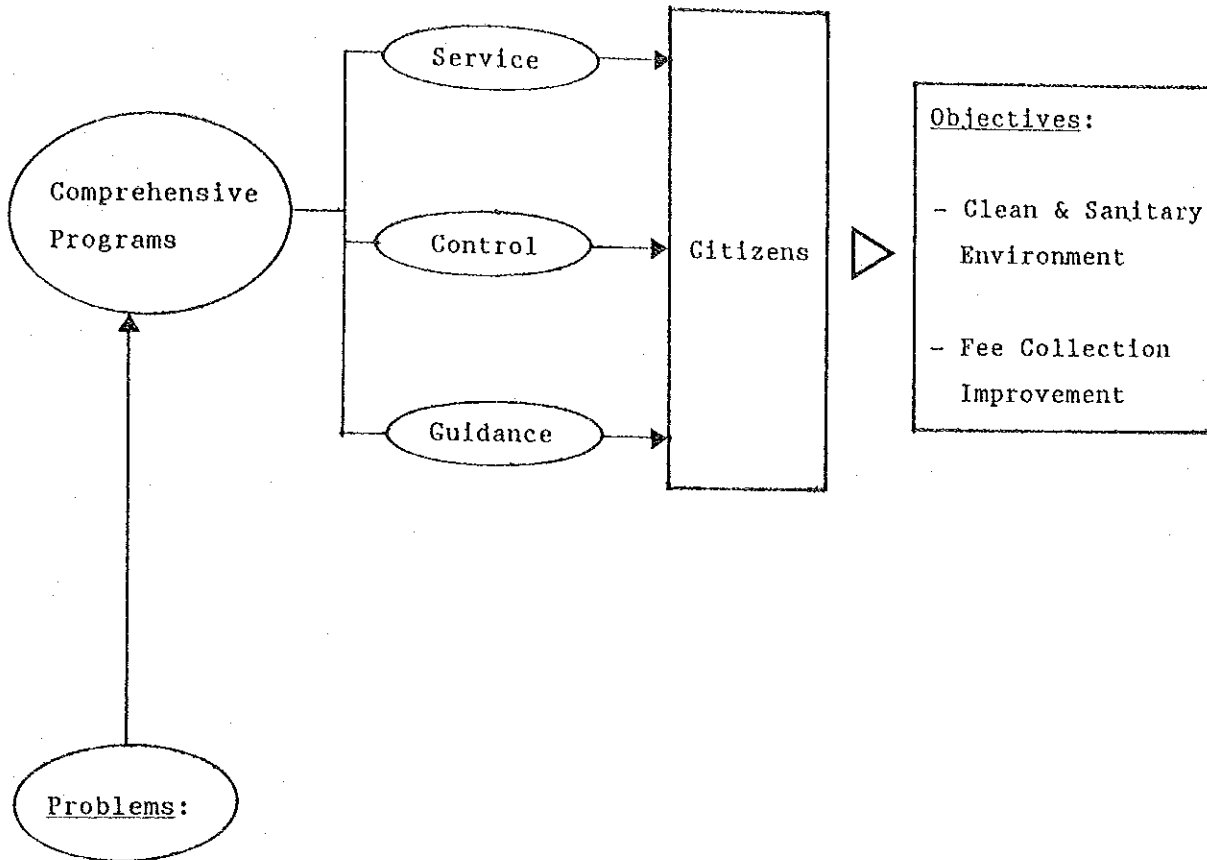 Service
Comprehensive
Programs
Control
Guidance
Citizens
Objectives:
- Clean & Sanitary
Environment
- Fee Collection
Improvement
Problems: